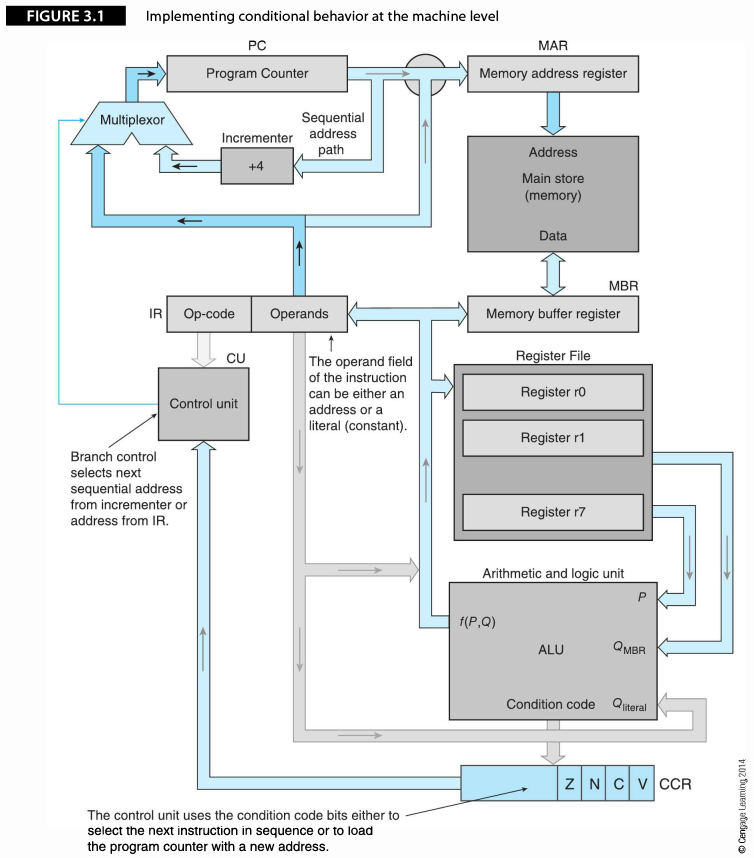 FIGURE 3.1
Implementing conditional behavior at the machine level
PC
Program Counter
MAR
Memory address register
Multiplexor
Sequential
address
path
Incrementer
+4
Address
Main store
(memory)
Data
MBR
Memory buffer register
IR
Op-code
Operands
The operand field
of the instruction
can be either an
address or a
literal (constant).
CU
Control unit
Branch control
selects next
sequential address
from incrementer or
address from IR.
Register File
Register r0
Register r1
Register r7
Arithmetic and logic unit
P
f(P,Q)
ALU
QMBR
Condition code
Qliteral
Z N C V
CCR
The control unit uses the condition code bits either to
select the next instruction in sequence or to load
the program counter with a new address.
© Cengage Learning, 2014